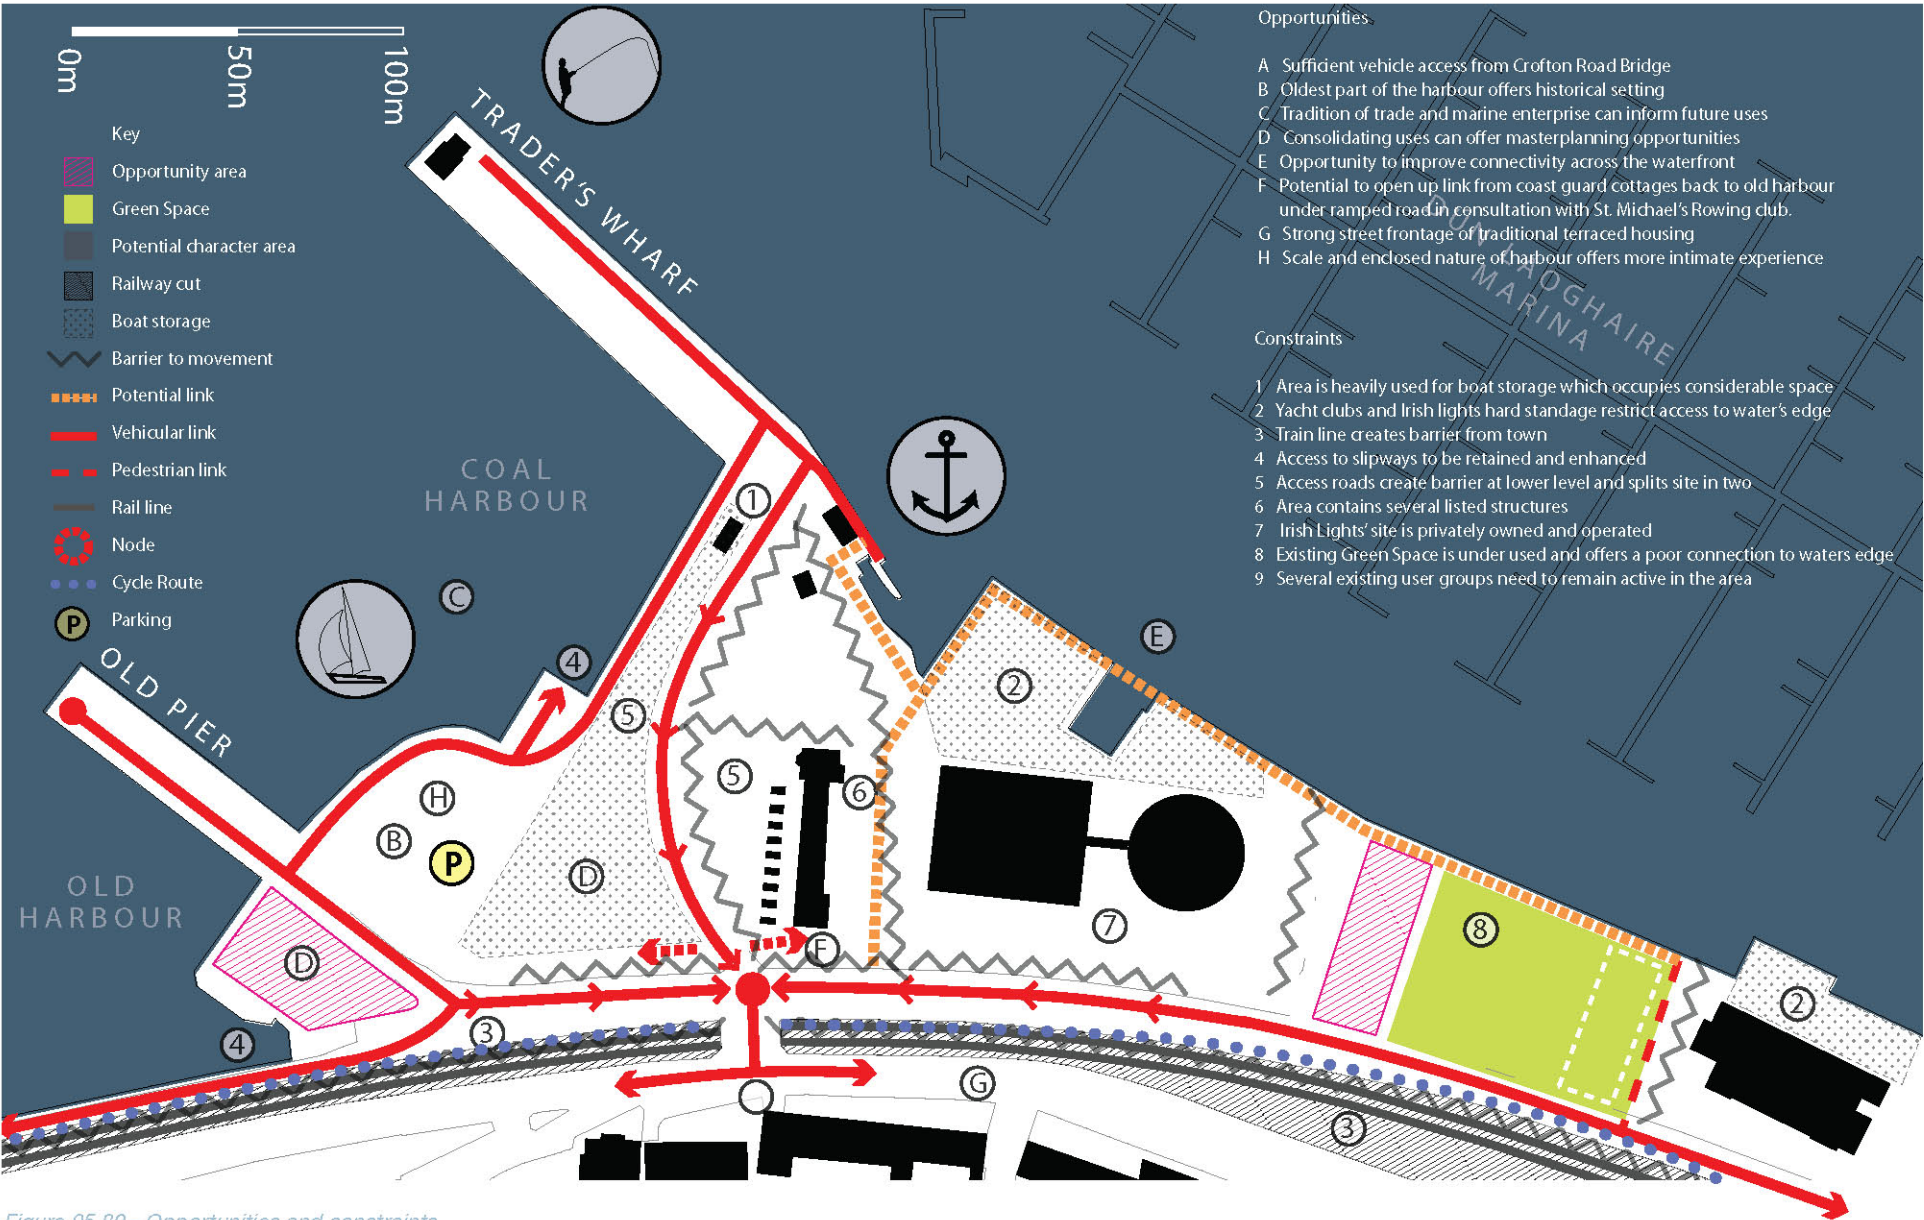 0m
50m
100m
Key
Opportunity area
Green Space
Potential character area
Railway cut
Boat storage
Barrier to movement
Potential link
Vehicular link
Pedestrian link
Rail line
Node
Cycle Route
P
Parking
Opportunities
A Sufficient vehicle access from Crofton Road Bridge
B Oldest part of the harbour offers historical setting
C Tradition of trade and marine enterprise can inform future uses
D Consolidating uses can offer masterplanning opportunities
E Opportunity to improve connectivity across the waterfront
F Potential to open up link from coast guard cottages back to old harbour
under ramped road in consultation with St. Michael's Rowing club.
G Strong street frontage of traditional terraced housing
H Scale and enclosed nature of harbour offers more intimate experience
Constraints
1 Area is heavily used for boat storage which occupies considerable space
2 Yacht clubs and Irish lights hard standage restrict access to water's edge
3 Train line creates barrier from town
4 Access to slipways to be retained and enhanced
5 Access roads create barrier at lower level and splits site in two
6 Area contains several listed structures
7 Irish Lights' site is privately owned and operated
8 Existing Green Space is under used and offers a poor connection to waters edge
9 Several existing user groups need to remain active in the area
DUN LAOGHAIRE
MARINA
TRADER'S WHARF
COAL
HARBOUR
OLD PIER
OLD
HARBOUR
1
C
4
E
2
5
5
6
H
B
P
D
D
F
7
8
2
4
3
G
3
Figure 05.89 - Opportunities and constraints